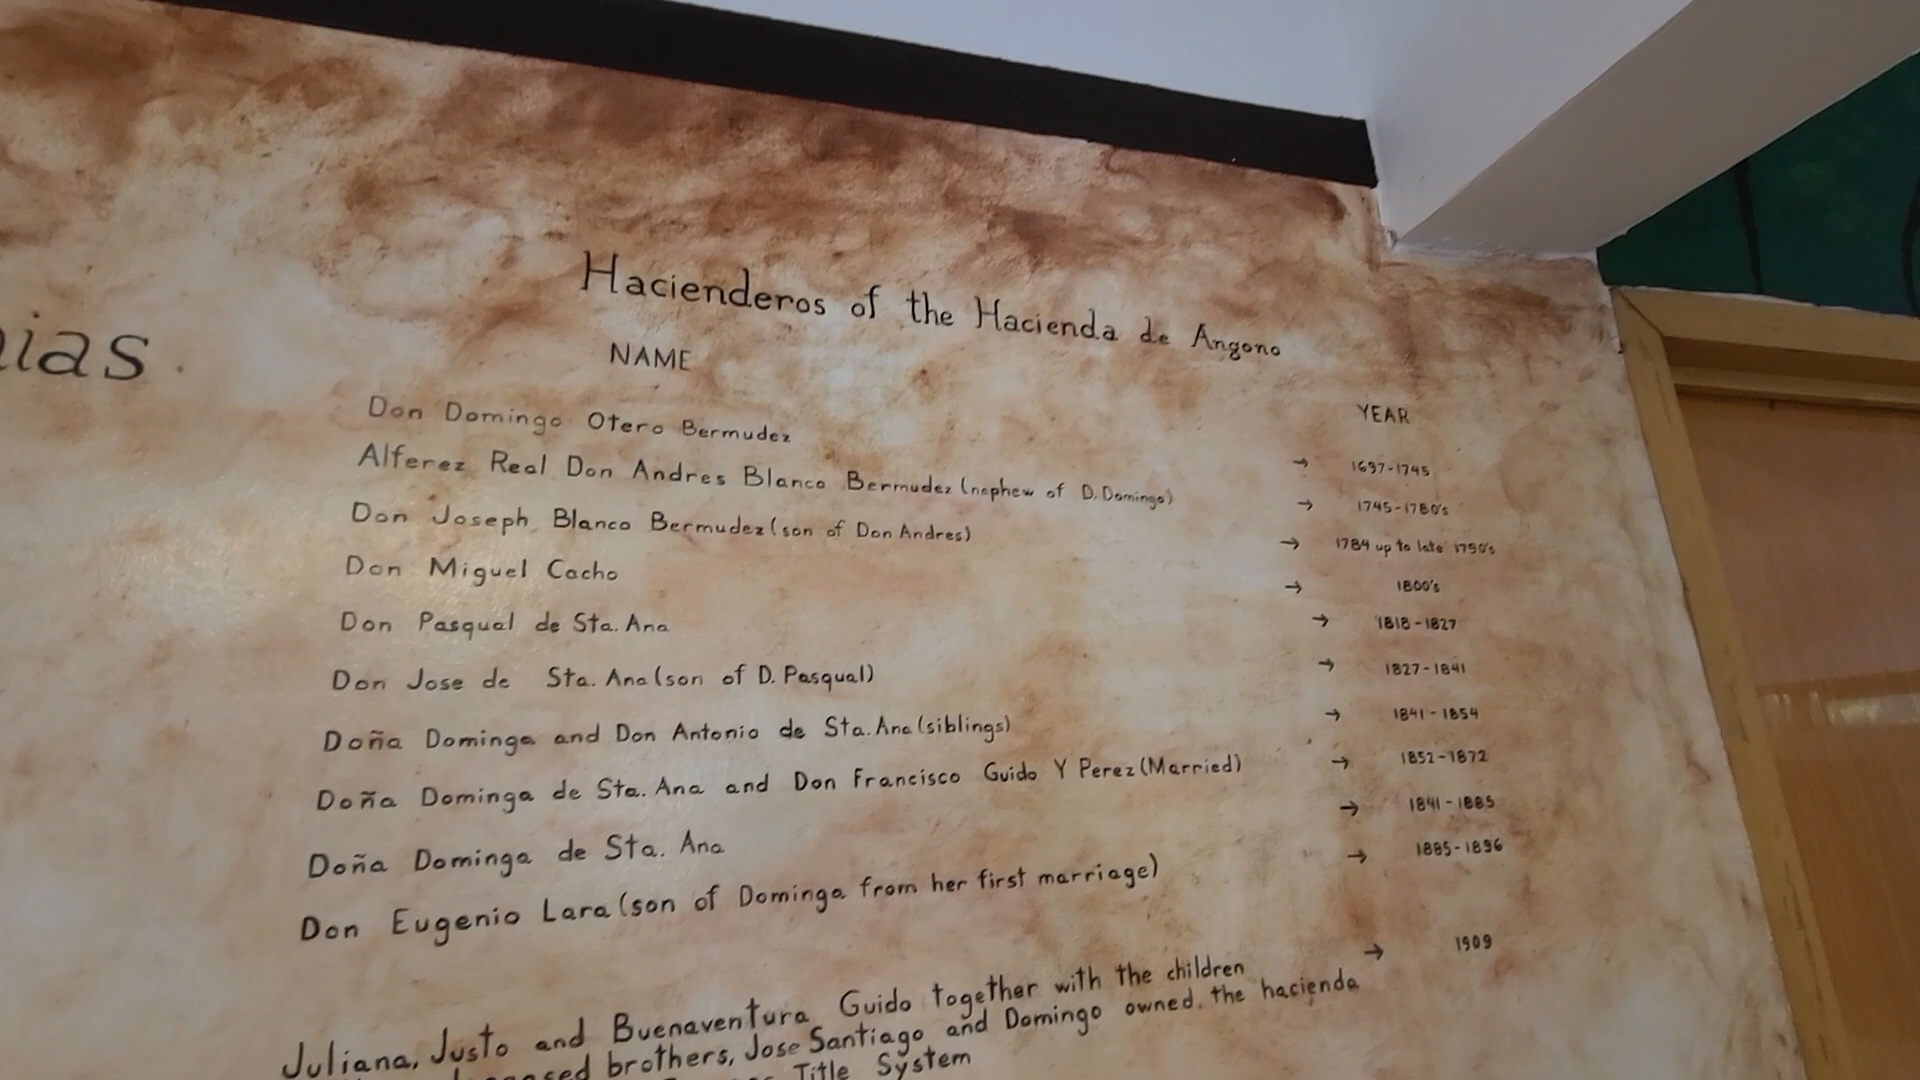 Hacienderos of the Hacienda de Angono
NAME
YEAR
Don Domingo Otero Bermudez → 1697-1745
Alferez Real Don Andres Blanco Bermudez (nephew of D. Domingo) → 1745-1780's
Don Joseph Blanco Bermudez (son of Don Andres) → 1784 up to late 1790's
Don Miguel Cacho → 1800's
Don Pasqual de Sta. Ana → 1818-1827
Don Jose de Sta. Ana (son of D. Pasqual) → 1827-1841
Doña Dominga and Don Antonio de Sta. Ana (siblings) → 1841-1854
Doña Dominga de Sta. Ana and Don Francisco Guido Y Perez (Married) → 1852-1872
Doña Dominga de Sta. Ana → 1841-1885
Don Eugenio Lara (son of Dominga from her first marriage) → 1885-1896
Juliana, Justo and Buenaventura Guido together with the children → 1909
brothers, Jose Santiago and Domingo owned the hacienda
Title System